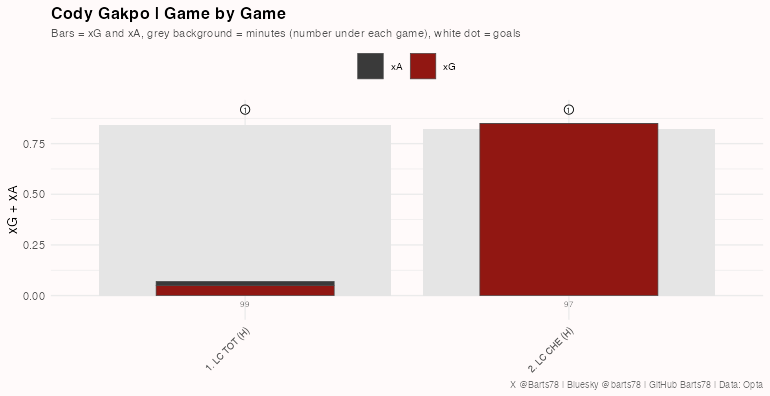 Cody Gakpo I Game by Game
Bars = xG and xA, grey background = minutes (number under each game), white dot = goals
xA xG
1 1
xG + xA
0.75
0.50
0.25
0.00
99 97
1. LC TOT (H) 2. LC CHE (H)
X @Barts78 I Bluesky @barts78 I GitHub Barts78 I Data: Opta